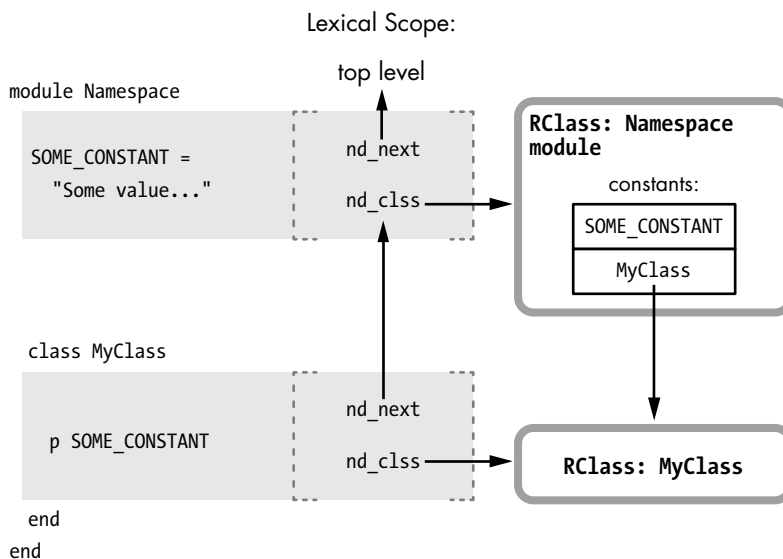 Lexical Scope:
top level
module Namespace
SOME_CONSTANT =
"Some value..."
nd_next
nd_clss
RClass: Namespace
module
constants:
SOME_CONSTANT
MyClass
class MyClass
p SOME_CONSTANT
nd_next
nd_clss
RClass: MyClass
end
end